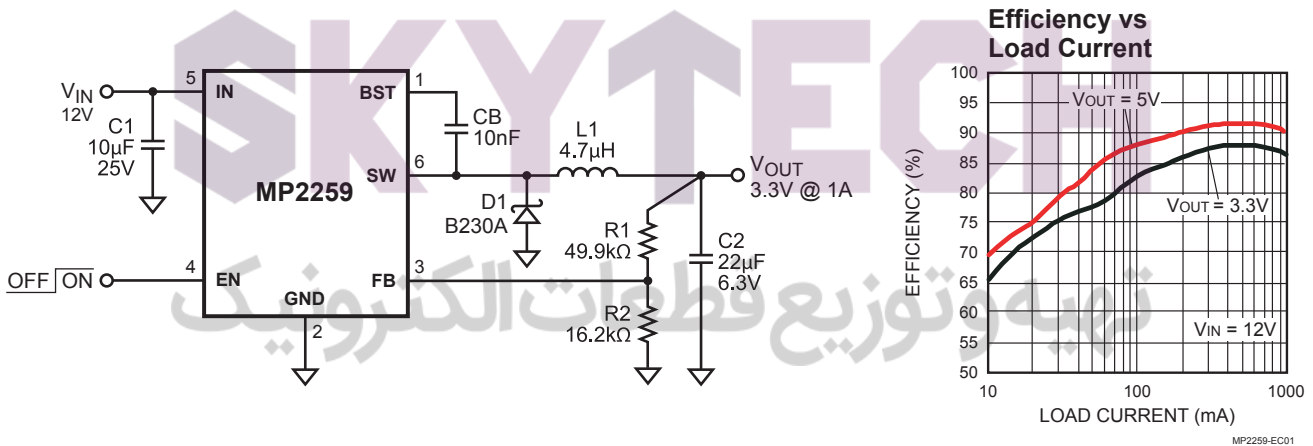 SKYTECH
تهیه و توزیع قطعات الکترونیک
VIN
12V
C1
10µF
25V
5
IN
BST
1
CB
10nF
MP2259
SW
6
L1
4.7µH
D1
B230A
VOUT
3.3V @ 1A
R1
49.9kΩ
C2
22µF
6.3V
OFF ON
4
EN
GND
2
FB
3
R2
16.2kΩ
Efficiency vs
Load Current
100
95
90
85
80
75
70
65
60
55
50
EFFICIENCY (%)
VOUT = 5V
VOUT = 3.3V
VIN = 12V
10
100
1000
LOAD CURRENT (mA)
MP2259-EC01